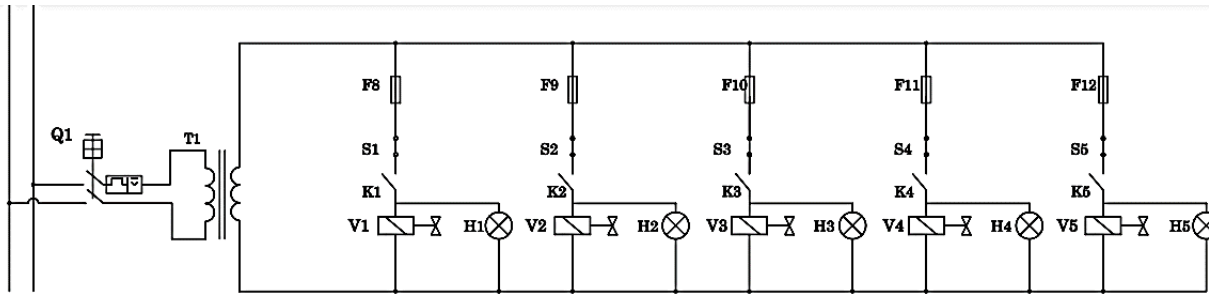 F8 F9 F10 F11 F12
Q1 T1
S1 S2 S3 S4 S5
K1 K2 K3 K4 K5
V1 H1 V2 H2 V3 H3 V4 H4 V5 H5